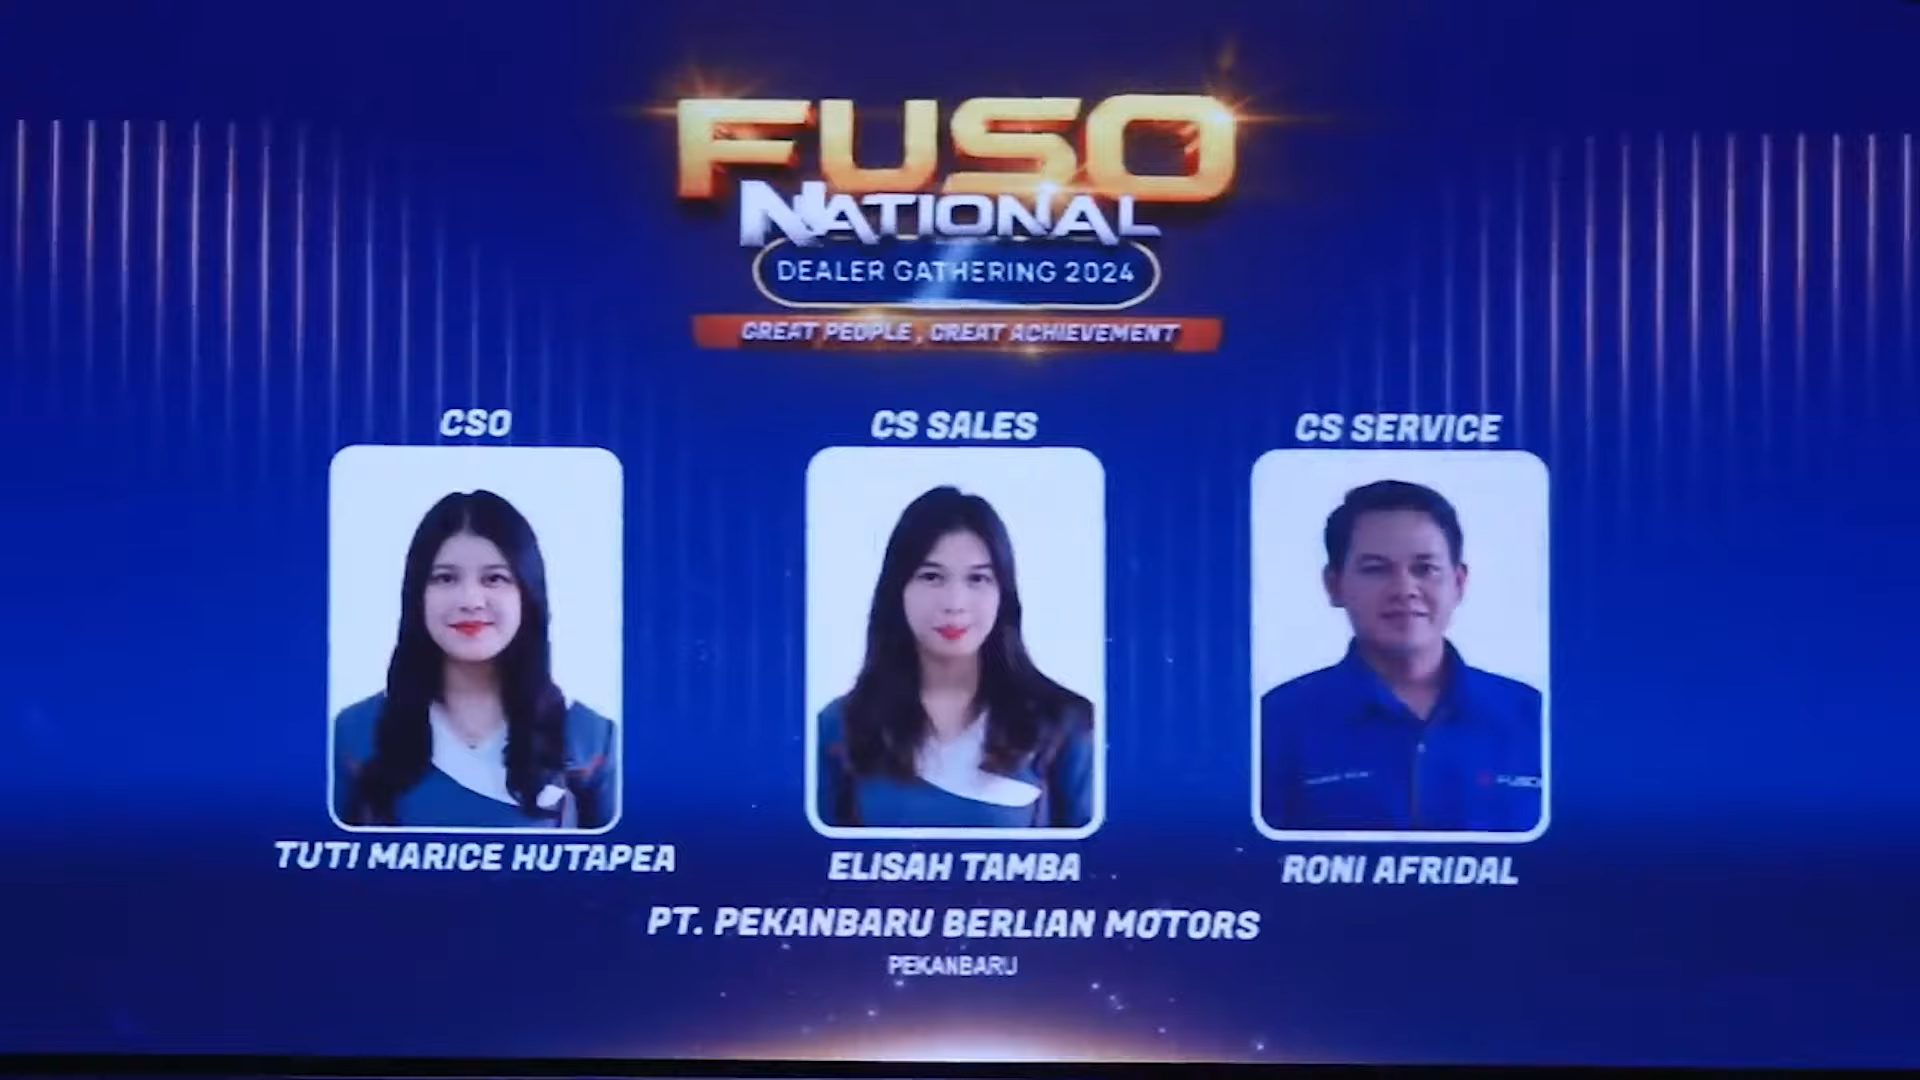 FUSO
NATIONAL
DEALER GATHERING 2024
GREAT PEOPLE, GREAT ACHIEVEMENT
CSO
CS SALES
CS SERVICE
FUSO
TUTI MARICE HUTAPEA
ELISAH TAMBA
RONI AFRIDAL
PT. PEKANBARU BERLIAN MOTORS
PEKANBARU